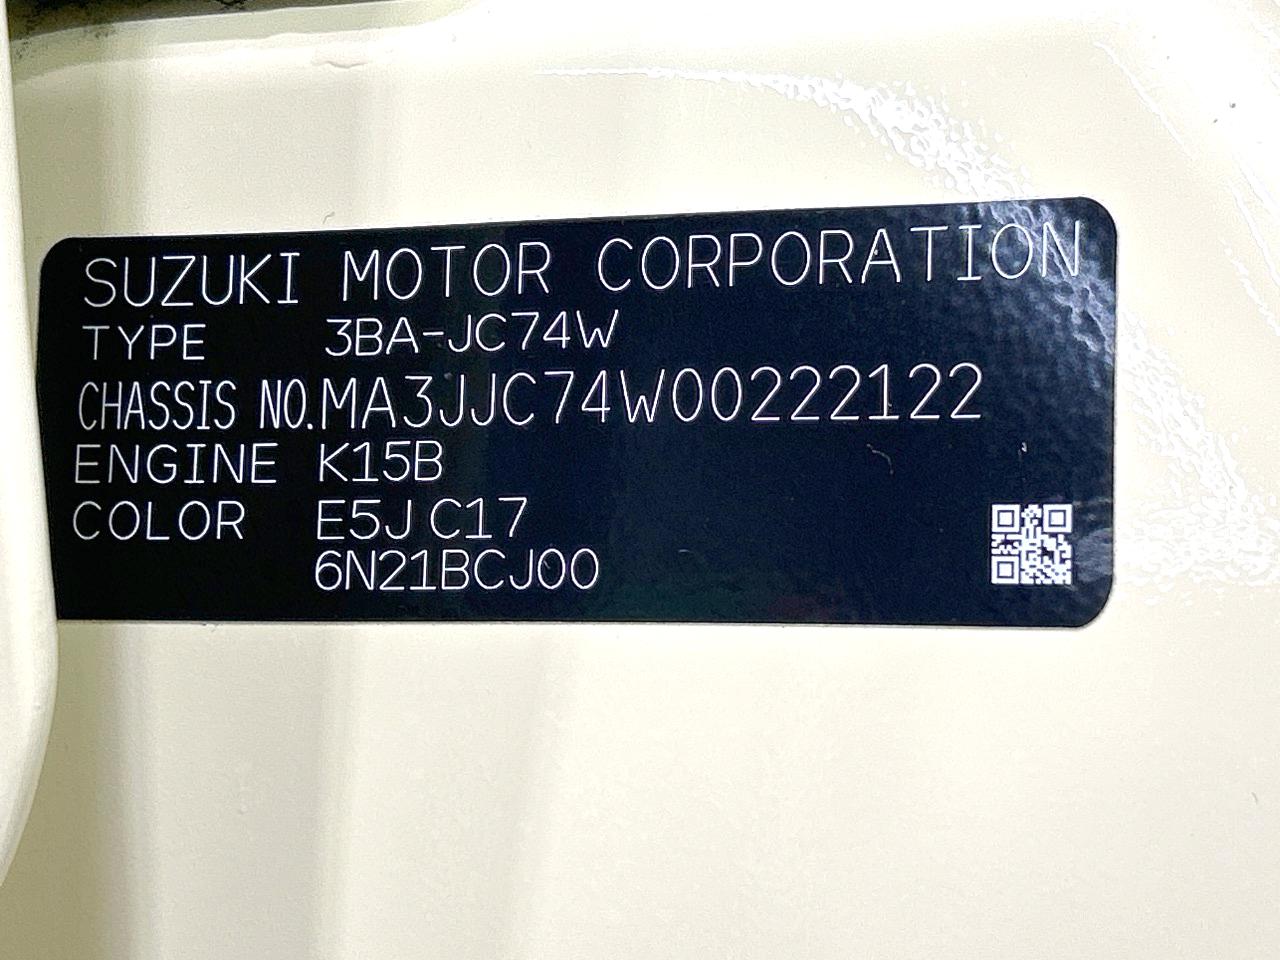 SUZUKI MOTOR CORPORATION
TYPE 3BA-JC74W
CHASSIS NO.MA3JJC74W00222122
ENGINE K15B
COLOR E5J C17
6N21BCJ00